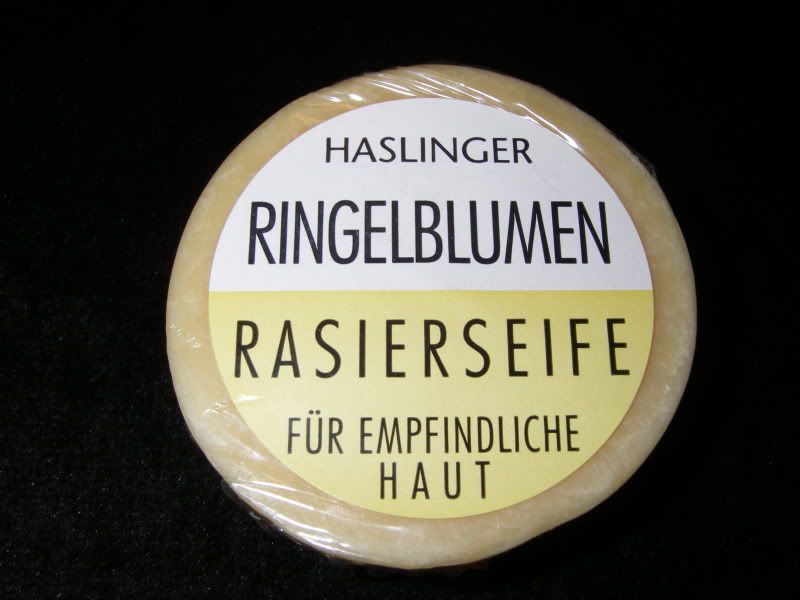 HASLINGER
RINGELBLUMEN
RASIERSEIFE
FÜR EMPFINDLICHE
HAUT